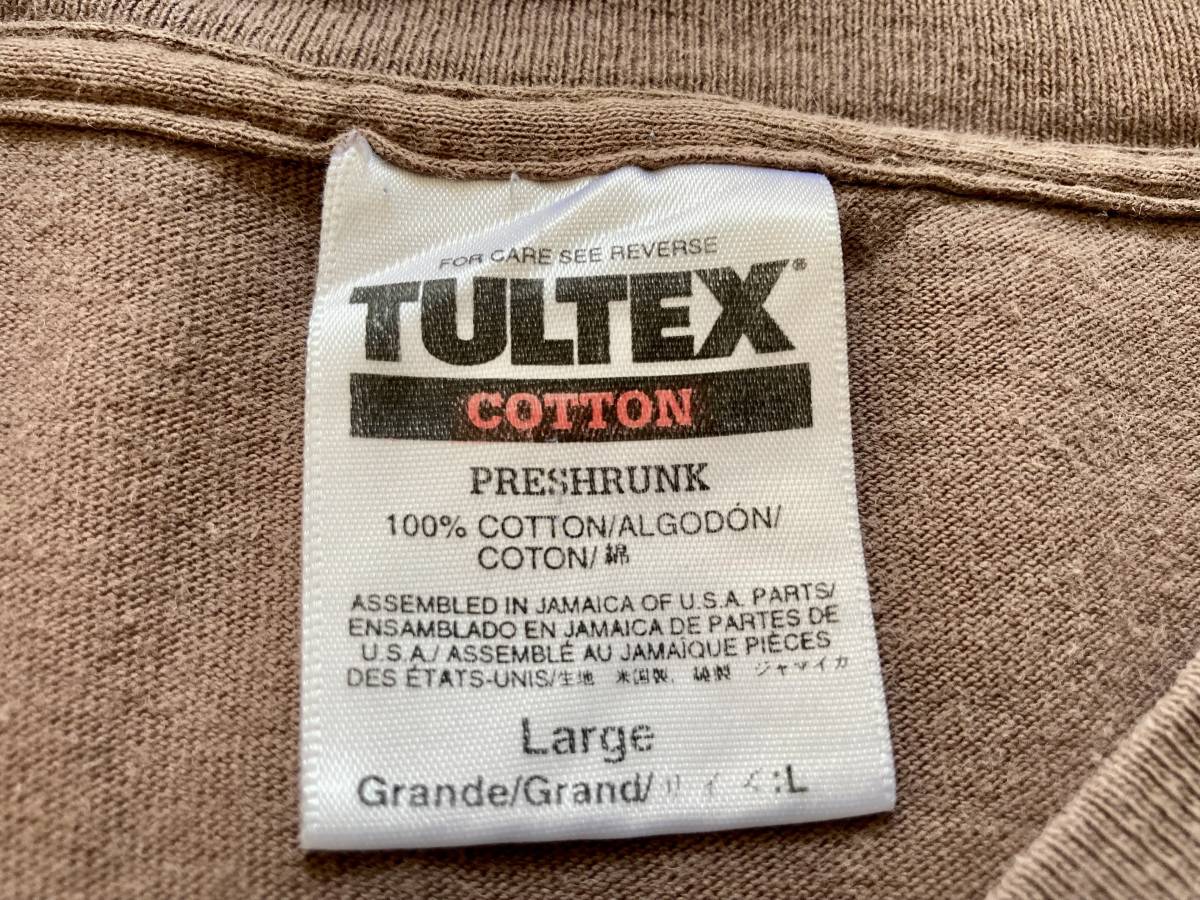 FOR CARE SEE REVERSE
TULTEX®
COTTON
PRESHRUNK
100% COTTON/ALGODÓN/
COTON/綿
ASSEMBLED IN JAMAICA OF U.S.A. PARTS/
ENSAMBLADO EN JAMAICA DE PARTES DE
U.S.A./ASSEMBLÉ AU JAMAÏQUE PIÈCES
DES ÉTATS-UNIS/生地 米国製, 縫製 ジャマイカ
Large
Grande/Grand/サイズ:L